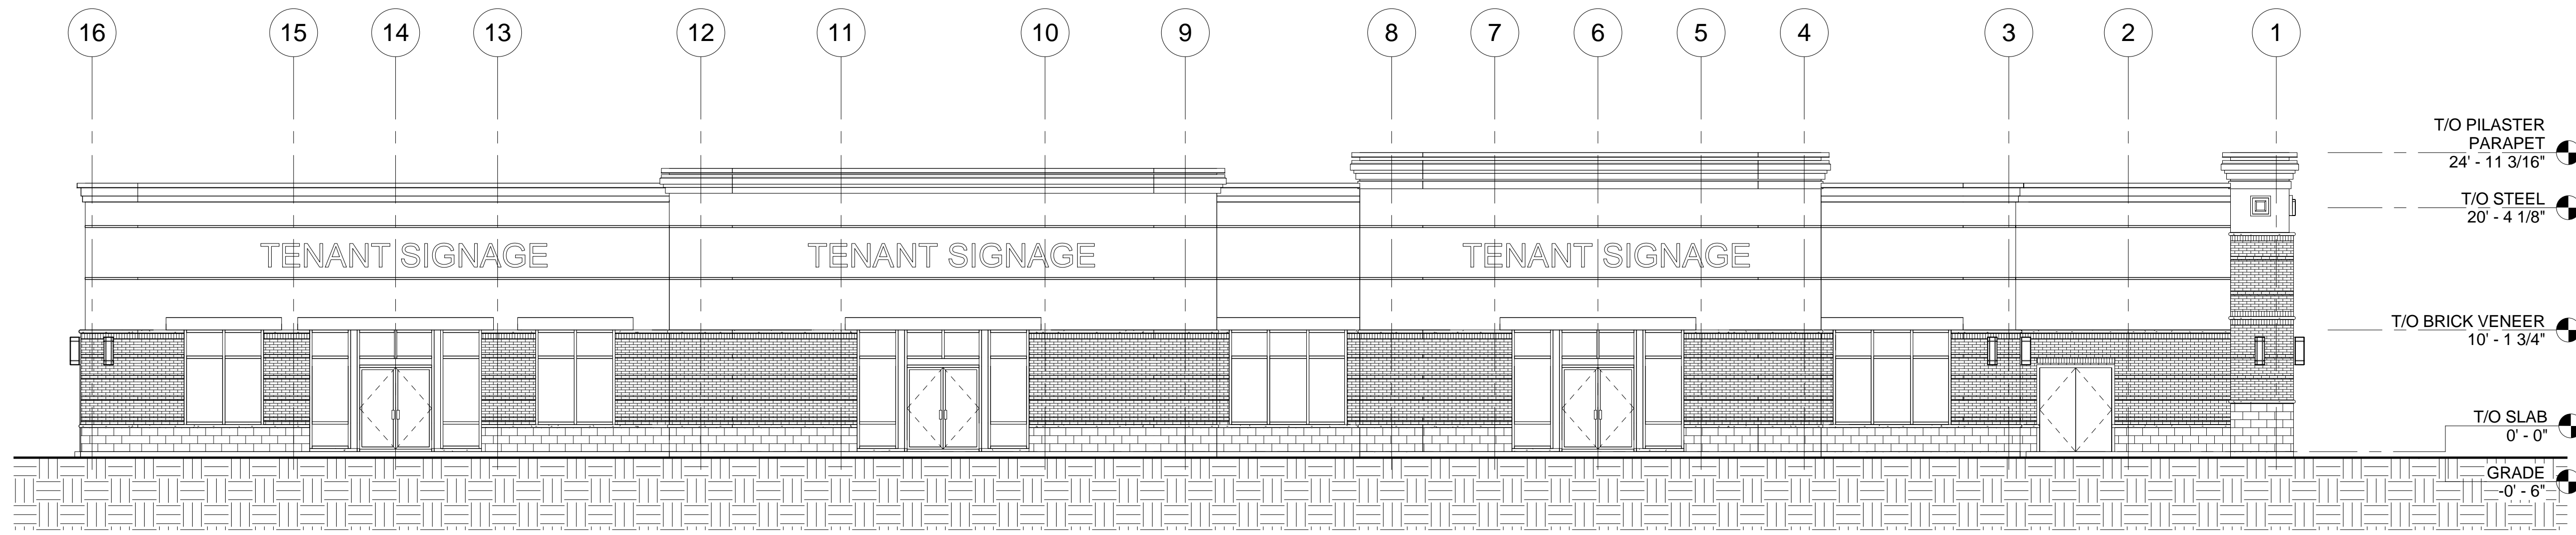 16 15 14 13 12 11 10 9 8 7 6 5 4 3 2 1
T/O PILASTER
PARAPET
24' - 11 3/16"
T/O STEEL
20' - 4 1/8"
TENANT SIGNAGE TENANT SIGNAGE TENANT SIGNAGE
T/O BRICK VENEER
10' - 1 3/4"
T/O SLAB
0' - 0"
GRADE
-0' - 6"